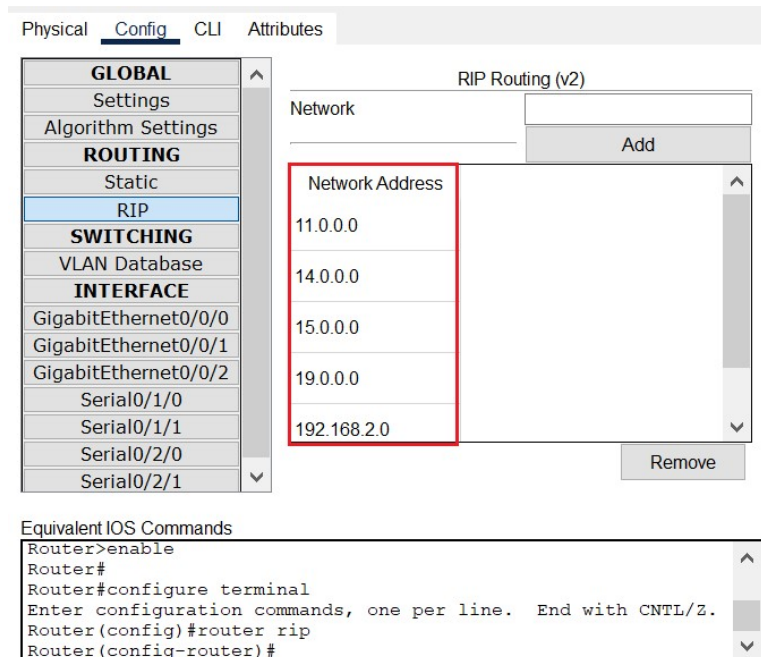 Physical Config CLI Attributes
GLOBAL
Settings
Algorithm Settings
ROUTING
Static
RIP
SWITCHING
VLAN Database
INTERFACE
GigabitEthernet0/0/0
GigabitEthernet0/0/1
GigabitEthernet0/0/2
Serial0/1/0
Serial0/1/1
Serial0/2/0
Serial0/2/1
RIP Routing (v2)
Network
Add
Network Address
11.0.0.0
14.0.0.0
15.0.0.0
19.0.0.0
192.168.2.0
Remove
Equivalent IOS Commands
Router>enable
Router#
Router#configure terminal
Enter configuration commands, one per line. End with CNTL/Z.
Router(config)#router rip
Router(config-router)#